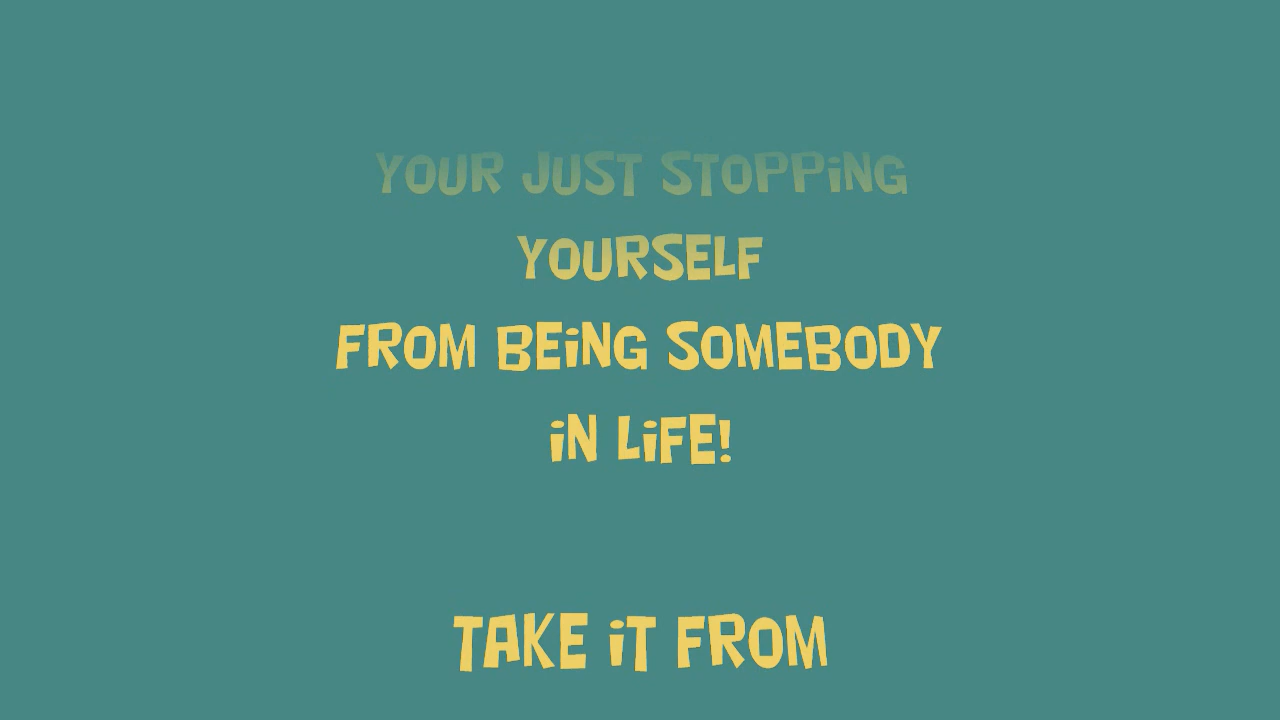 YOUR JUST STOPPING
YOURSELF
FROM BEiNG SOMEBODY
iN LiFE!
TAKE iT FROM